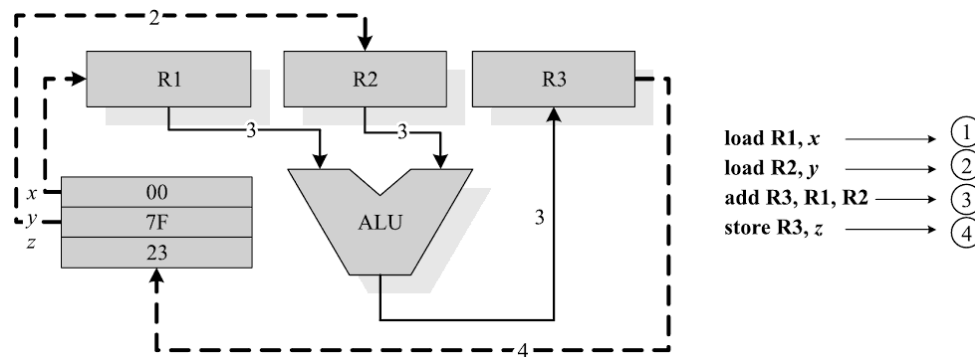 2
R1
R2
R3
3
3
x
00
y
7F
z
23
ALU
3
4
load R1, x
1
load R2, y
2
add R3, R1, R2
3
store R3, z
4